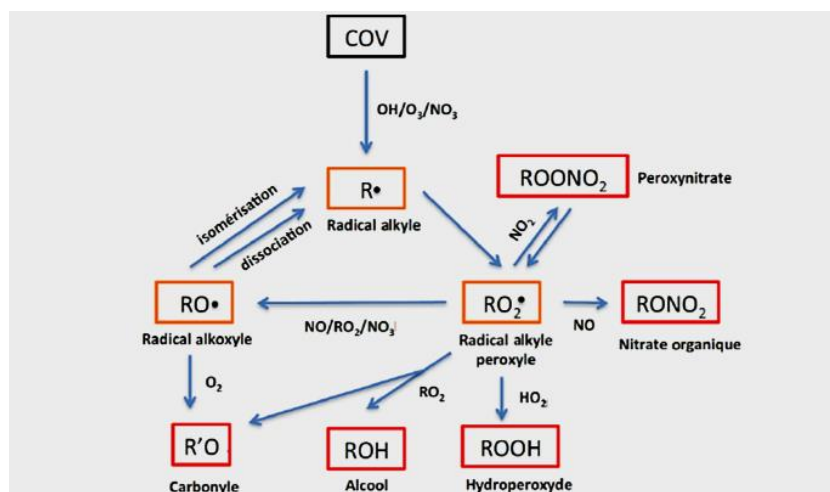 COV
OH/O₃/NO₃
R•
Radical alkyle
ROONO₂
Peroxynitrate
isomérisation
dissociation
NO₂
RO•
Radical alkoxyle
NO/RO₂/NO₃
RO₂•
Radical alkyle
peroxyle
NO
RONO₂
Nitrate organique
O₂
RO₂
HO₂
R'O
Carbonyle
ROH
Alcool
ROOH
Hydroperoxyde